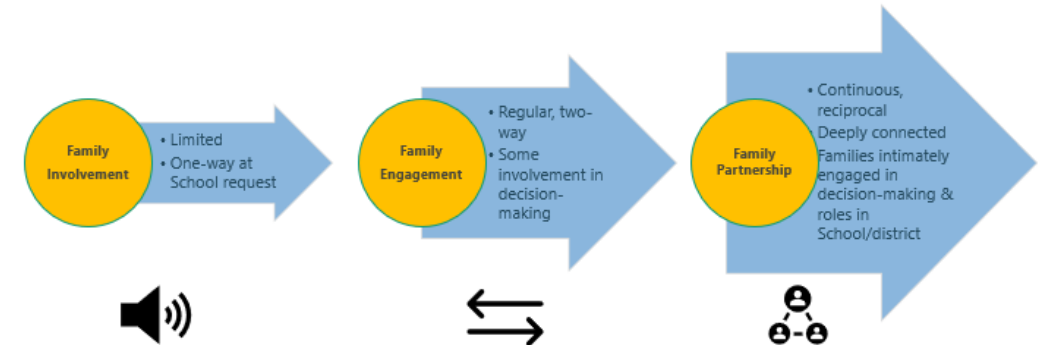 Family
Involvement
• Limited
• One-way at
School request
Family
Engagement
• Regular, two-
way
• Some
involvement in
decision-
making
Family
Partnership
• Continuous,
reciprocal
• Deeply connected
Families intimately
engaged in
decision-making &
roles in
School/district